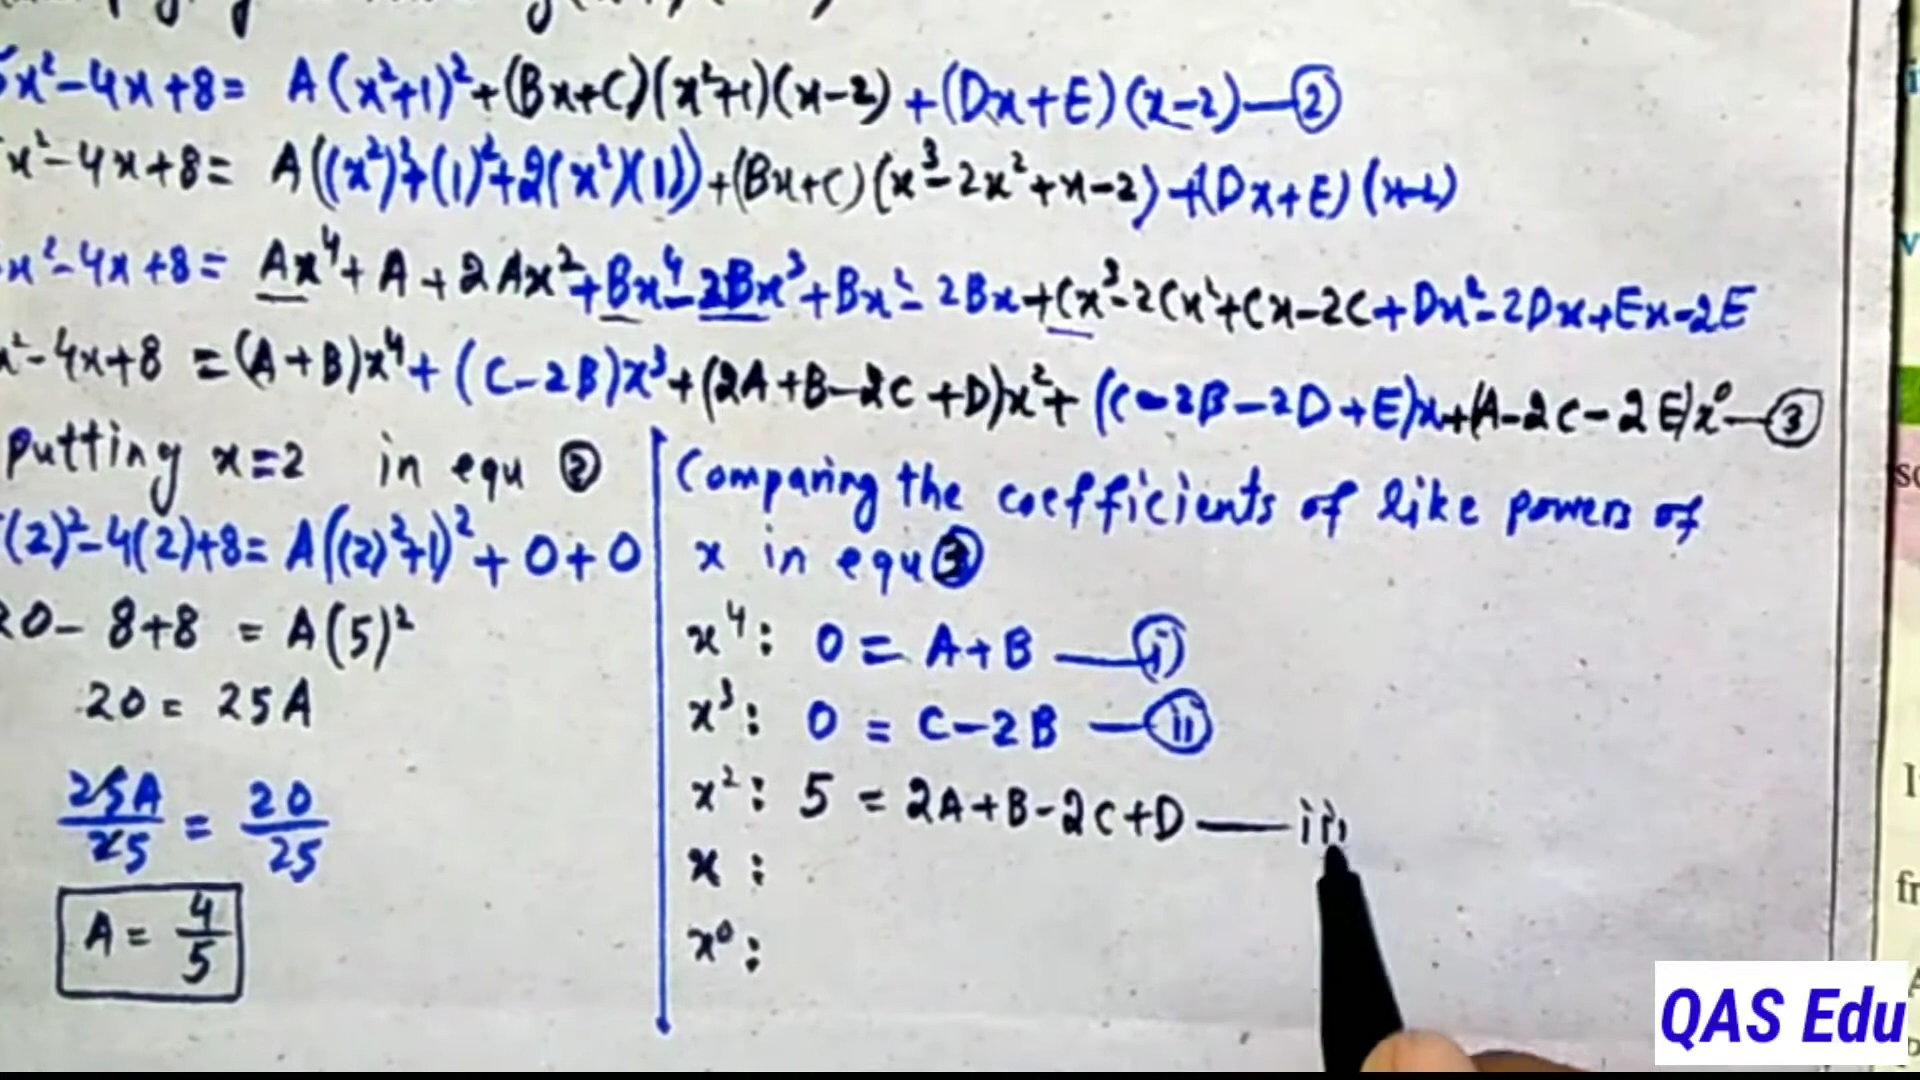 5x²-4x+8= A(x²+1)²+(Bx+C)(x²+1)(x-2)+(Dx+E)(x-2)—②
x²-4x+8= A((x²)²+(1)²+2(x²)(1))+(Bx+C)(x³-2x²+x-2)+(Dx+E)(x-2)
x²-4x+8= Ax⁴+A+2Ax²+Bx⁴-2Bx³+Bx²-2Bx+Cx³-2Cx²+Cx-2C+Dx²-2Dx+Ex-2E
x²-4x+8 =(A+B)x⁴+(C-2B)x³+(2A+B-2C+D)x²+(C-2B-2D+E)x+(A-2C-2E)x⁰—③
putting x=2 in equ ②
(2)²-4(2)+8= A((2)²+1)²+0+0
20-8+8 = A(5)²
20= 25A
25A/25 = 20/25
A= 4/5
Comparing the coefficients of like powers of
x in equ③
x⁴: 0 = A+B —(i)
x³: 0 = C-2B —(ii)
x²: 5 = 2A+B-2C+D — iii
x :
x⁰:
QAS Edu